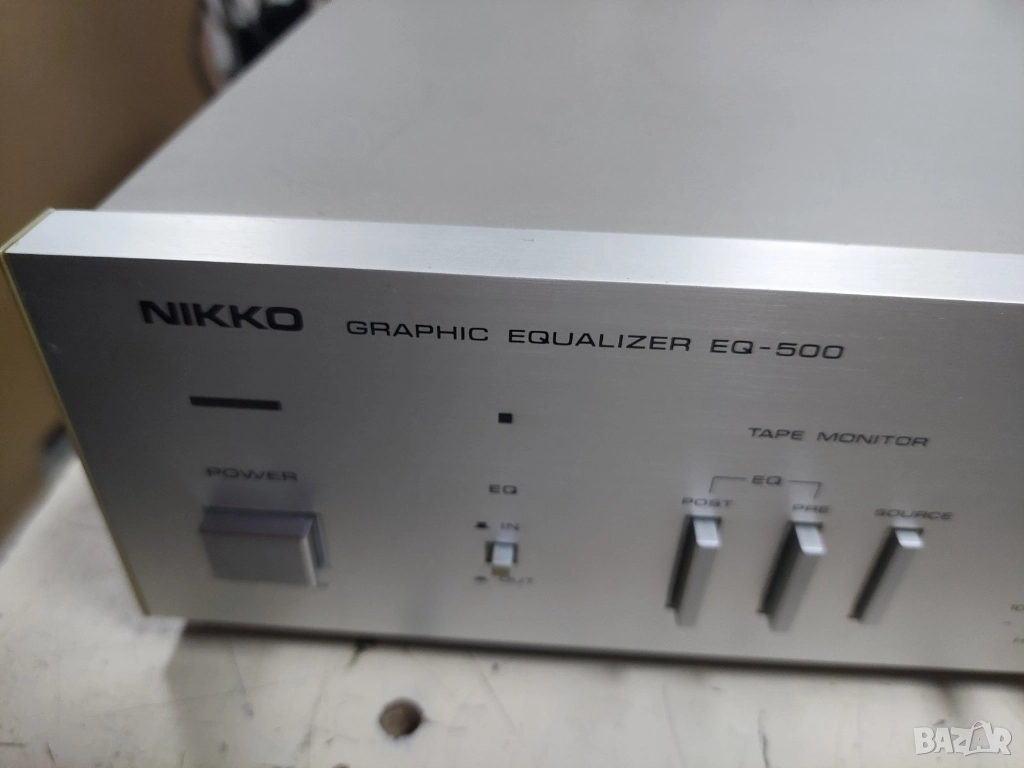 NIKKO GRAPHIC EQUALIZER EQ-500
TAPE MONITOR
POWER
EQ
EQ
POST PRE SOURCE
IN
OUT
BAZAR